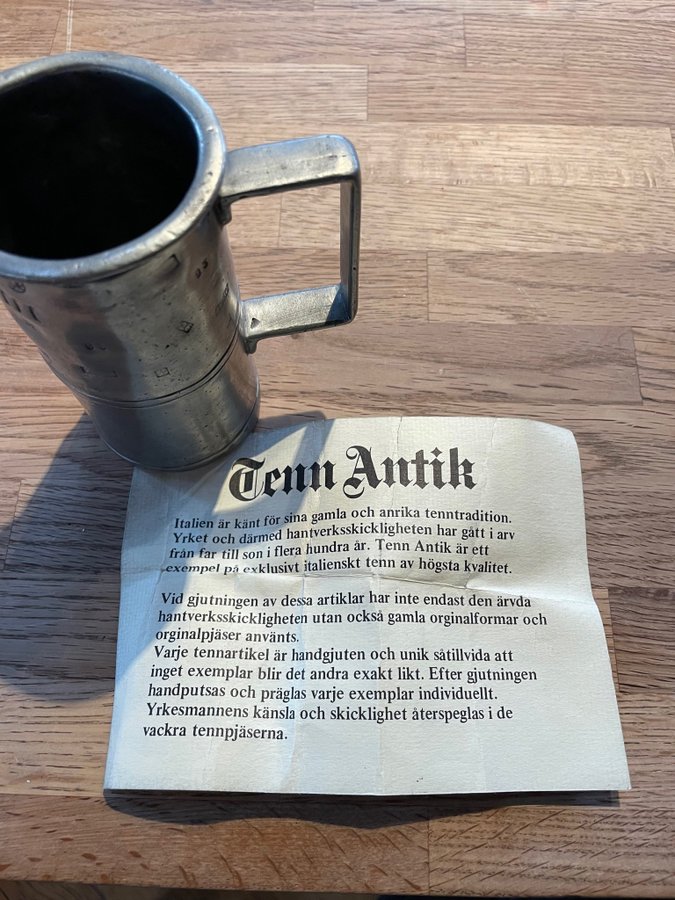 Tenn Antik
Italien är känt för sina gamla och anrika tenntradition.
Yrket och därmed hantverksskickligheten har gått i arv
från far till son i flera hundra år. Tenn Antik är ett
exempel på exklusivt italienskt tenn av högsta kvalitet.
Vid gjutningen av dessa artiklar har inte endast den ärvda
hantverksskickligheten utan också gamla orginalformar och
orginalpjäser använts.
Varje tennartikel är handgjuten och unik såtillvida att
inget exemplar blir det andra exakt likt. Efter gjutningen
handputsas och präglas varje exemplar individuellt.
Yrkesmannens känsla och skicklighet återspeglas i de
vackra tennpjäserna.